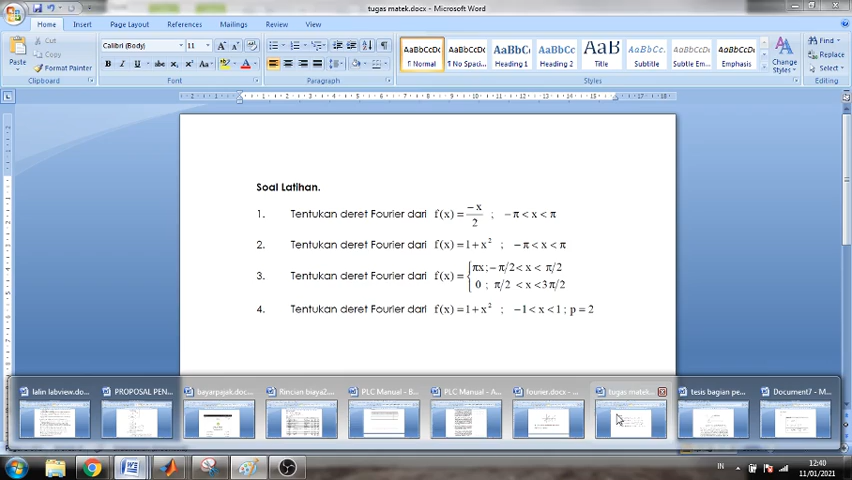 tugas matek.docx - Microsoft Word
Home Insert Page Layout References Mailings Review View
Cut
Copy
Format Painter
Paste
Clipboard
Calibri (Body) 11
Font
Paragraph
AaBbCcDc AaBbCcDc AaBbC AaBbCc AaB AaBbCc. AaBbCcDc AaBbCcDc
¶ Normal ¶ No Spaci... Heading 1 Heading 2 Title Subtitle Subtle Em... Emphasis
Styles
Change Styles
Find
Replace
Select
Editing
Soal Latihan.
1. Tentukan deret Fourier dari f(x) = −x/2 ; −π < x < π
2. Tentukan deret Fourier dari f(x) = 1 + x² ; −π < x < π
3. Tentukan deret Fourier dari f(x) = { πx ; − π/2 < x < π/2
0 ; π/2 < x < 3π/2
4. Tentukan deret Fourier dari f(x) = 1 + x² ; −1 < x < 1 ; p = 2
lalin labview.do... PROPOSAL PEN... bayarpajak.doc... PLC Manual - B... PLC Manual - A... fourier.docx - ... tugas matek... tesis bagian pe... Document7 - M...
IN 12:40
11/01/2021